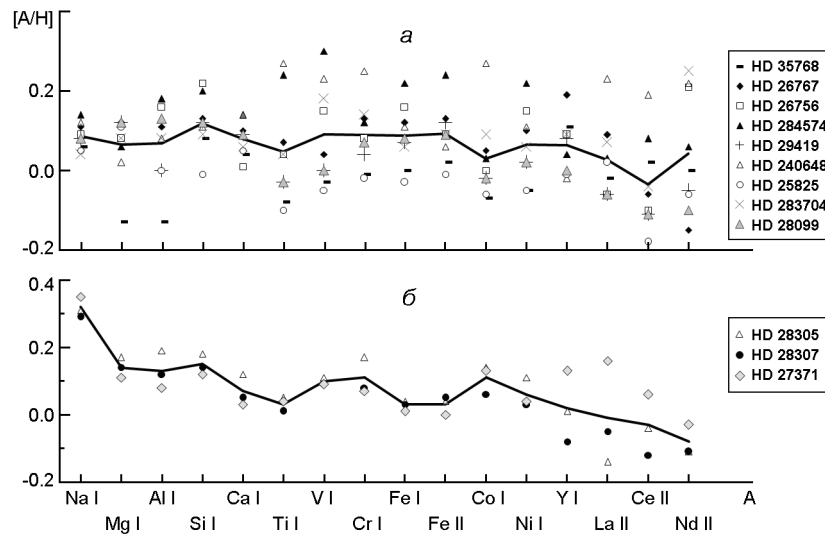 [A/H]
а
0.2
0.0
-0.2
HD 35768
HD 26767
HD 26756
HD 284574
HD 29419
HD 240648
HD 25825
HD 283704
HD 28099
б
0.4
0.2
0.0
-0.2
HD 28305
HD 28307
HD 27371
Na I Al I Ca I V I Fe I Co I Y I Ce II A
Mg I Si I Ti I Cr I Fe II Ni I La II Nd II